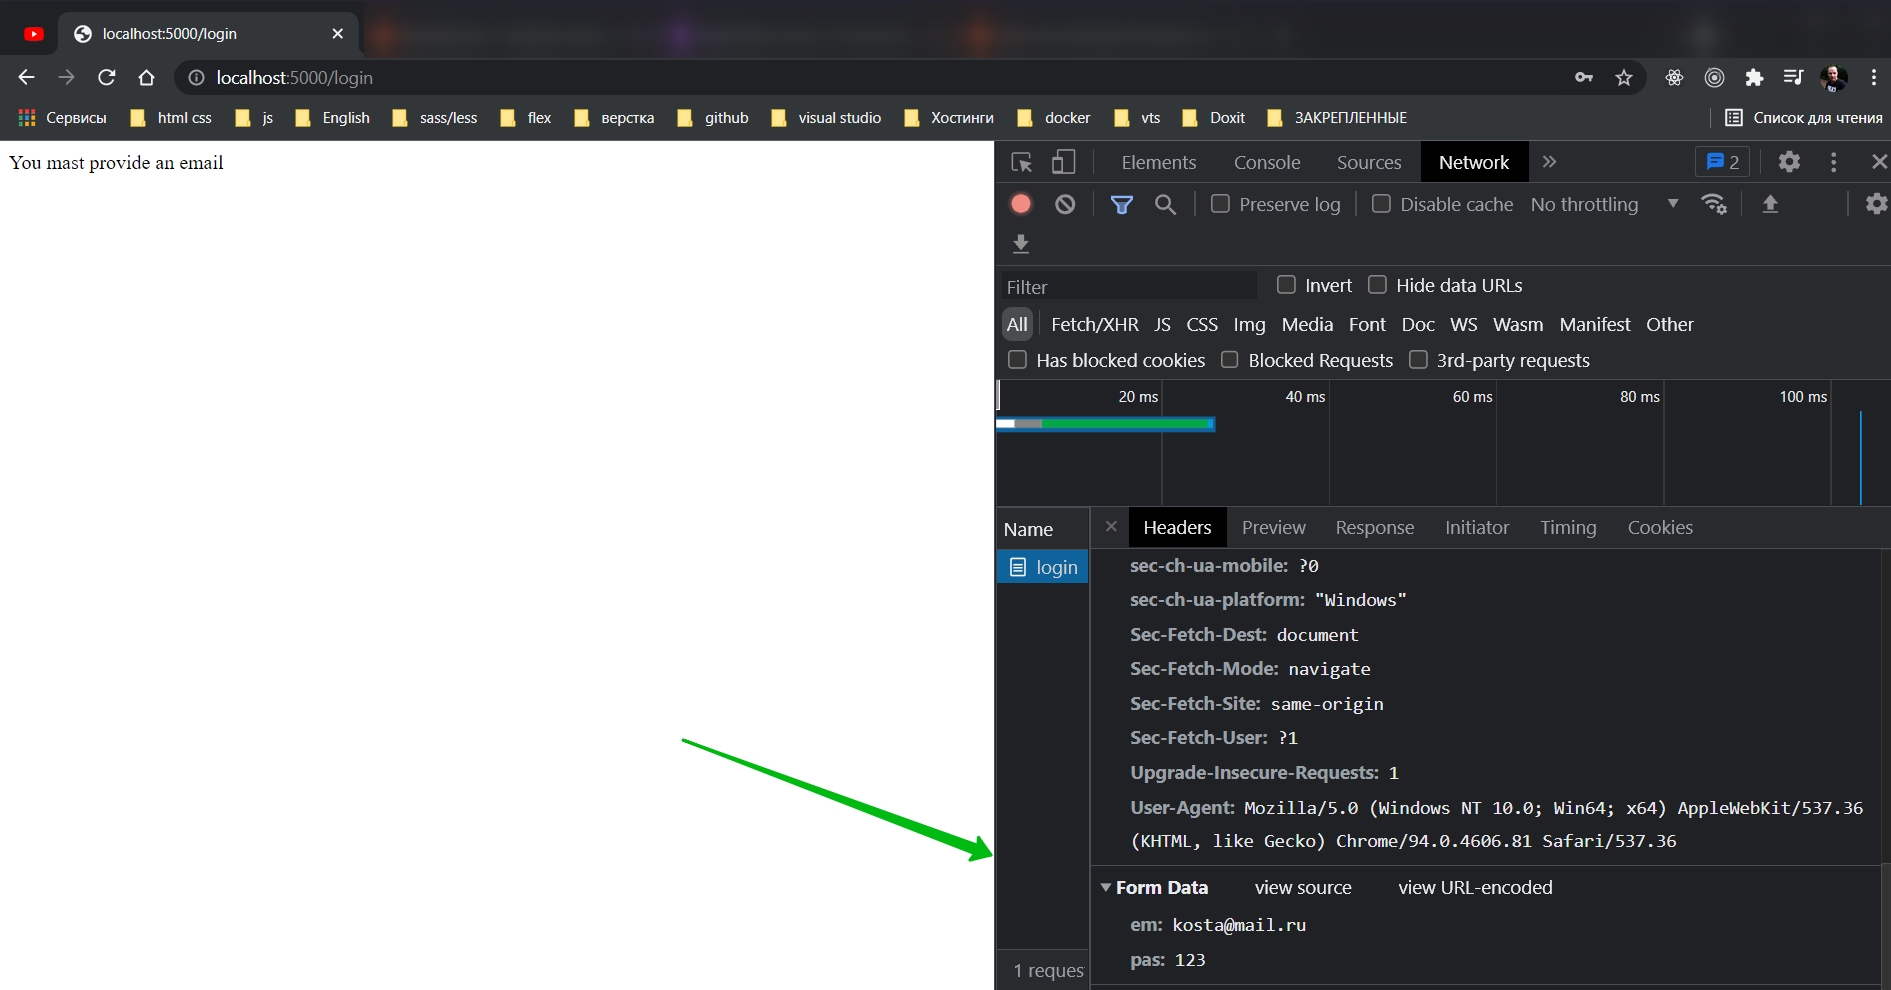 localhost:5000/login
localhost:5000/login
Сервисы html css js English sass/less flex верстка github visual studio Хостинги docker vts Doxit ЗАКРЕПЛЕННЫЕ Список для чтения
You mast provide an email
Elements Console Sources Network 2
Preserve log Disable cache No throttling
Filter Invert Hide data URLs
All Fetch/XHR JS CSS Img Media Font Doc WS Wasm Manifest Other
Has blocked cookies Blocked Requests 3rd-party requests
20 ms 40 ms 60 ms 80 ms 100 ms
Name Headers Preview Response Initiator Timing Cookies
login
sec-ch-ua-mobile: ?0
sec-ch-ua-platform: "Windows"
Sec-Fetch-Dest: document
Sec-Fetch-Mode: navigate
Sec-Fetch-Site: same-origin
Sec-Fetch-User: ?1
Upgrade-Insecure-Requests: 1
User-Agent: Mozilla/5.0 (Windows NT 10.0; Win64; x64) AppleWebKit/537.36
(KHTML, like Gecko) Chrome/94.0.4606.81 Safari/537.36
Form Data view source view URL-encoded
em: kosta@mail.ru
pas: 123
1 reques